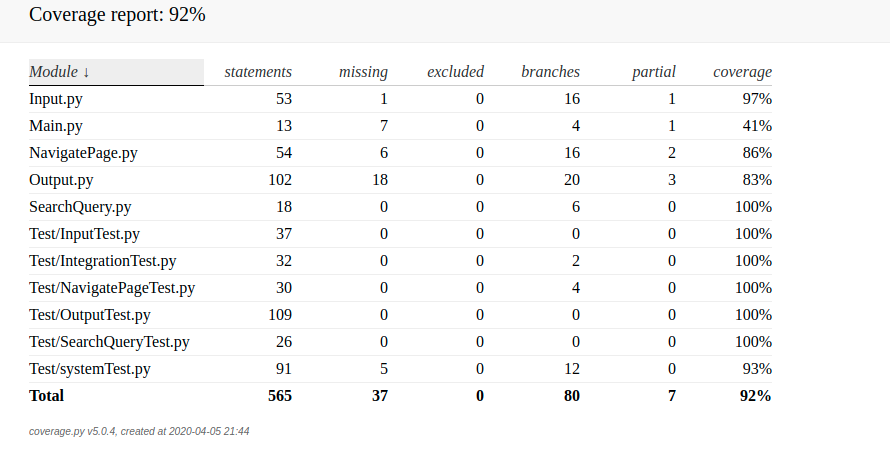 Coverage report: 92%
Module ↓ statements missing excluded branches partial coverage
Input.py 53 1 0 16 1 97%
Main.py 13 7 0 4 1 41%
NavigatePage.py 54 6 0 16 2 86%
Output.py 102 18 0 20 3 83%
SearchQuery.py 18 0 0 6 0 100%
Test/InputTest.py 37 0 0 0 0 100%
Test/IntegrationTest.py 32 0 0 2 0 100%
Test/NavigatePageTest.py 30 0 0 4 0 100%
Test/OutputTest.py 109 0 0 0 0 100%
Test/SearchQueryTest.py 26 0 0 0 0 100%
Test/systemTest.py 91 5 0 12 0 93%
Total 565 37 0 80 7 92%
coverage.py v5.0.4, created at 2020-04-05 21:44